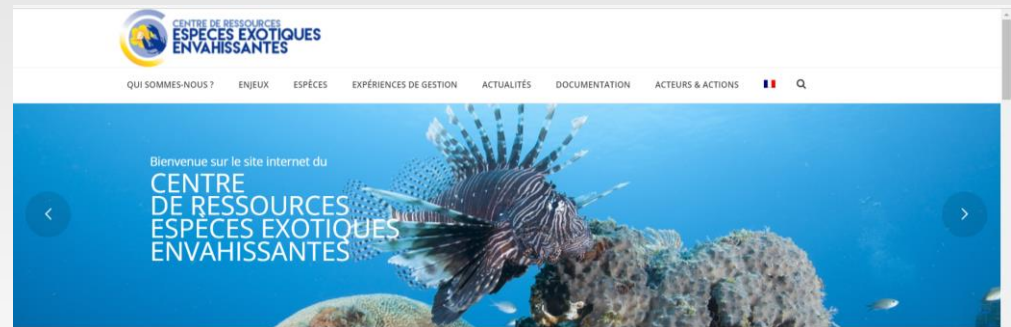 CENTRE DE RESSOURCES
ESPÈCES EXOTIQUES
ENVAHISSANTES
QUI SOMMES-NOUS ? ENJEUX ESPÈCES EXPÉRIENCES DE GESTION ACTUALITÉS DOCUMENTATION ACTEURS & ACTIONS
Bienvenue sur le site internet du
CENTRE
DE RESSOURCES
ESPÈCES EXOTIQUES
ENVAHISSANTES